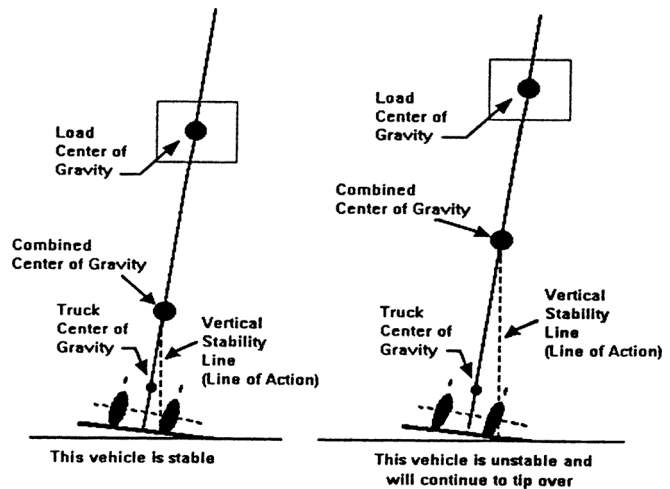 Load
Center of
Gravity
Combined
Center of Gravity
Truck
Center of
Gravity
Vertical
Stability
Line
(Line of Action)
This vehicle is stable
Load
Center of
Gravity
Combined
Center of Gravity
Truck
Center of
Gravity
Vertical
Stability
Line
(Line of Action)
This vehicle is unstable and
will continue to tip over